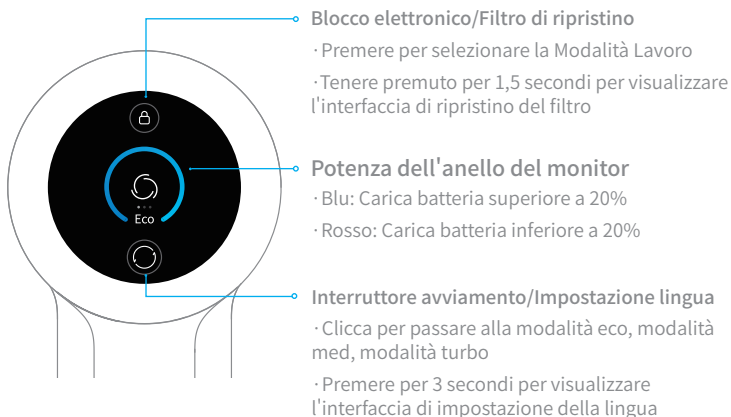 Blocco elettronico/Filtro di ripristino
·Premere per selezionare la Modalità Lavoro
·Tenere premuto per 1,5 secondi per visualizzare
l'interfaccia di ripristino del filtro
Potenza dell'anello del monitor
·Blu: Carica batteria superiore a 20%
·Rosso: Carica batteria inferiore a 20%
Eco
Interruttore avviamento/Impostazione lingua
·Clicca per passare alla modalità eco, modalità
med, modalità turbo
·Premere per 3 secondi per visualizzare
l'interfaccia di impostazione della lingua